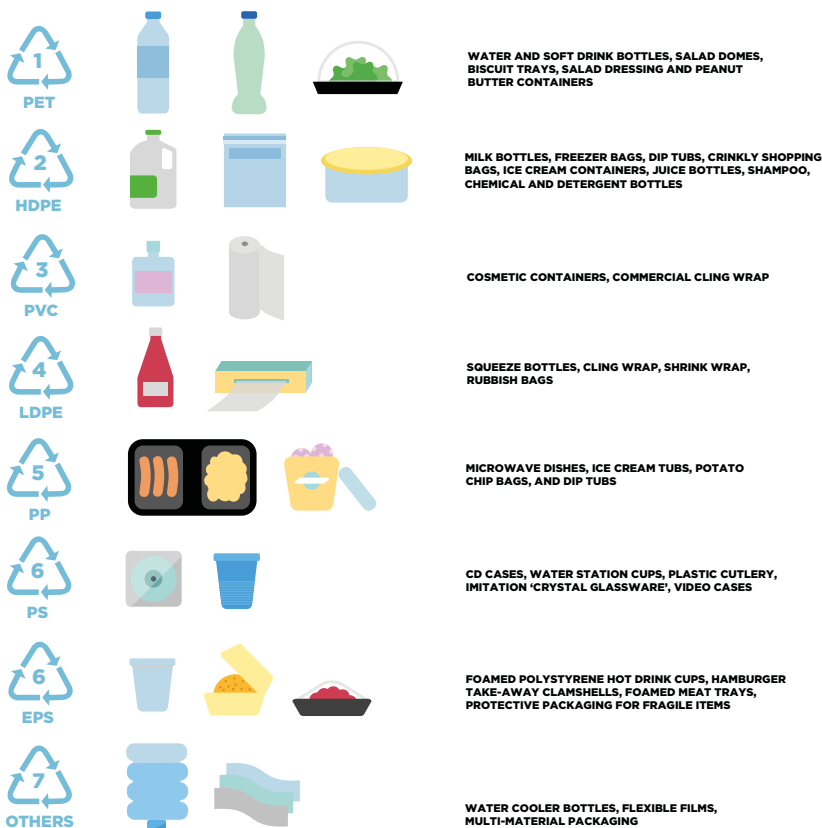 1
PET
WATER AND SOFT DRINK BOTTLES, SALAD DOMES,
BISCUIT TRAYS, SALAD DRESSING AND PEANUT
BUTTER CONTAINERS
2
HDPE
MILK BOTTLES, FREEZER BAGS, DIP TUBS, CRINKLY SHOPPING
BAGS, ICE CREAM CONTAINERS, JUICE BOTTLES, SHAMPOO,
CHEMICAL AND DETERGENT BOTTLES
3
PVC
COSMETIC CONTAINERS, COMMERCIAL CLING WRAP
4
LDPE
SQUEEZE BOTTLES, CLING WRAP, SHRINK WRAP,
RUBBISH BAGS
5
PP
MICROWAVE DISHES, ICE CREAM TUBS, POTATO
CHIP BAGS, AND DIP TUBS
6
PS
CD CASES, WATER STATION CUPS, PLASTIC CUTLERY,
IMITATION ‘CRYSTAL GLASSWARE’, VIDEO CASES
6
EPS
FOAMED POLYSTYRENE HOT DRINK CUPS, HAMBURGER
TAKE-AWAY CLAMSHELLS, FOAMED MEAT TRAYS,
PROTECTIVE PACKAGING FOR FRAGILE ITEMS
7
OTHERS
WATER COOLER BOTTLES, FLEXIBLE FILMS,
MULTI-MATERIAL PACKAGING